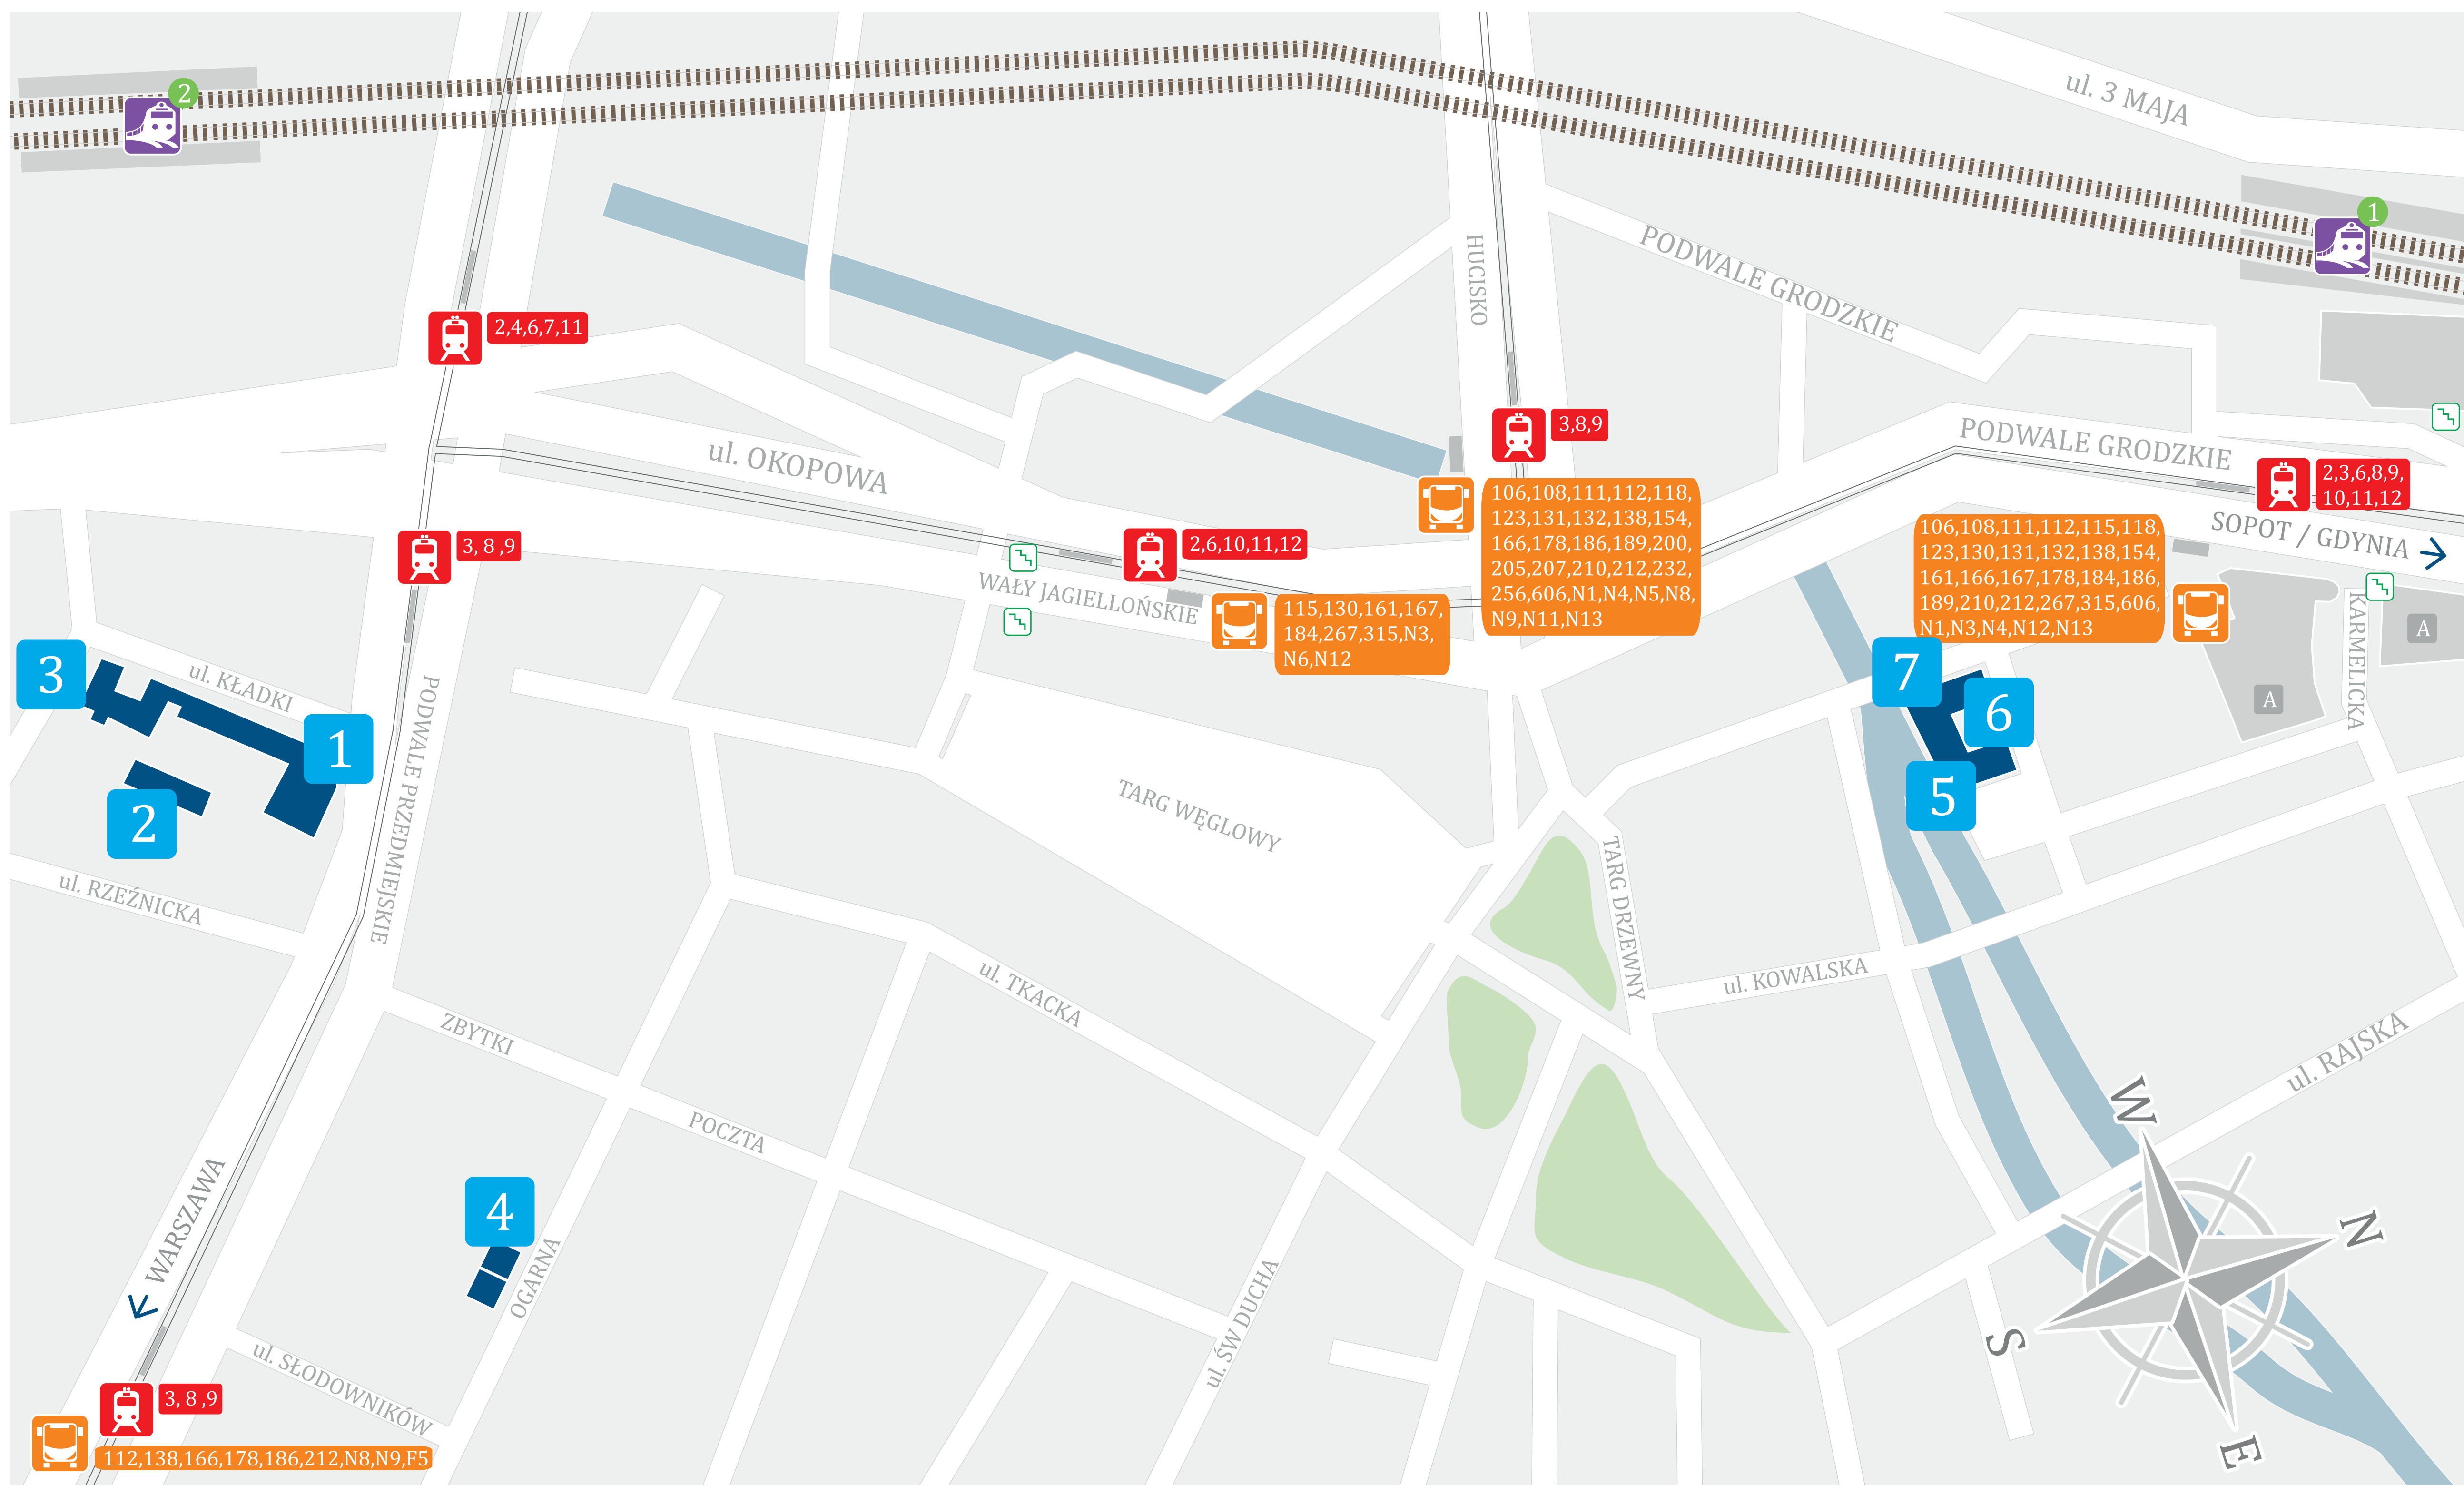 2
ul. 3 MAJA
1
HUCISKO
PODWALE GRODZKIE
2,4,6,7,11
3,8,9
ul. OKOPOWA
PODWALE GRODZKIE
2,3,6,8,9,
10,11,12
SOPOT / GDYNIA
3, 8 ,9
2,6,10,11,12
106,108,111,112,118,
123,131,132,138,154,
166,178,186,189,200,
205,207,210,212,232,
256,606,N1,N4,N5,N8,
N9,N11,N13
106,108,111,112,115,118,
123,130,131,132,138,154,
161,166,167,178,184,186,
189,210,212,267,315,606,
N1,N3,N4,N12,N13
WAŁY JAGIELLOŃSKIE
115,130,161,167,
184,267,315,N3,
N6,N12
KARMELICKA
A
A
3
ul. KŁADKI
1
2
PODWALE PRZEDMIEJSKIE
7
6
5
TARG WĘGLOWY
TARG DRZEWNY
ul. RZEŹNICKA
ul. KOWALSKA
ul. TKACKA
ZBYTKI
POCZTA
ul. RAJSKA
WARSZAWA
4
OGARNA
ul. ŚW DUCHA
W
N
S
E
ul. SŁODOWNIKÓW
3, 8 ,9
112,138,166,178,186,212,N8,N9,F5